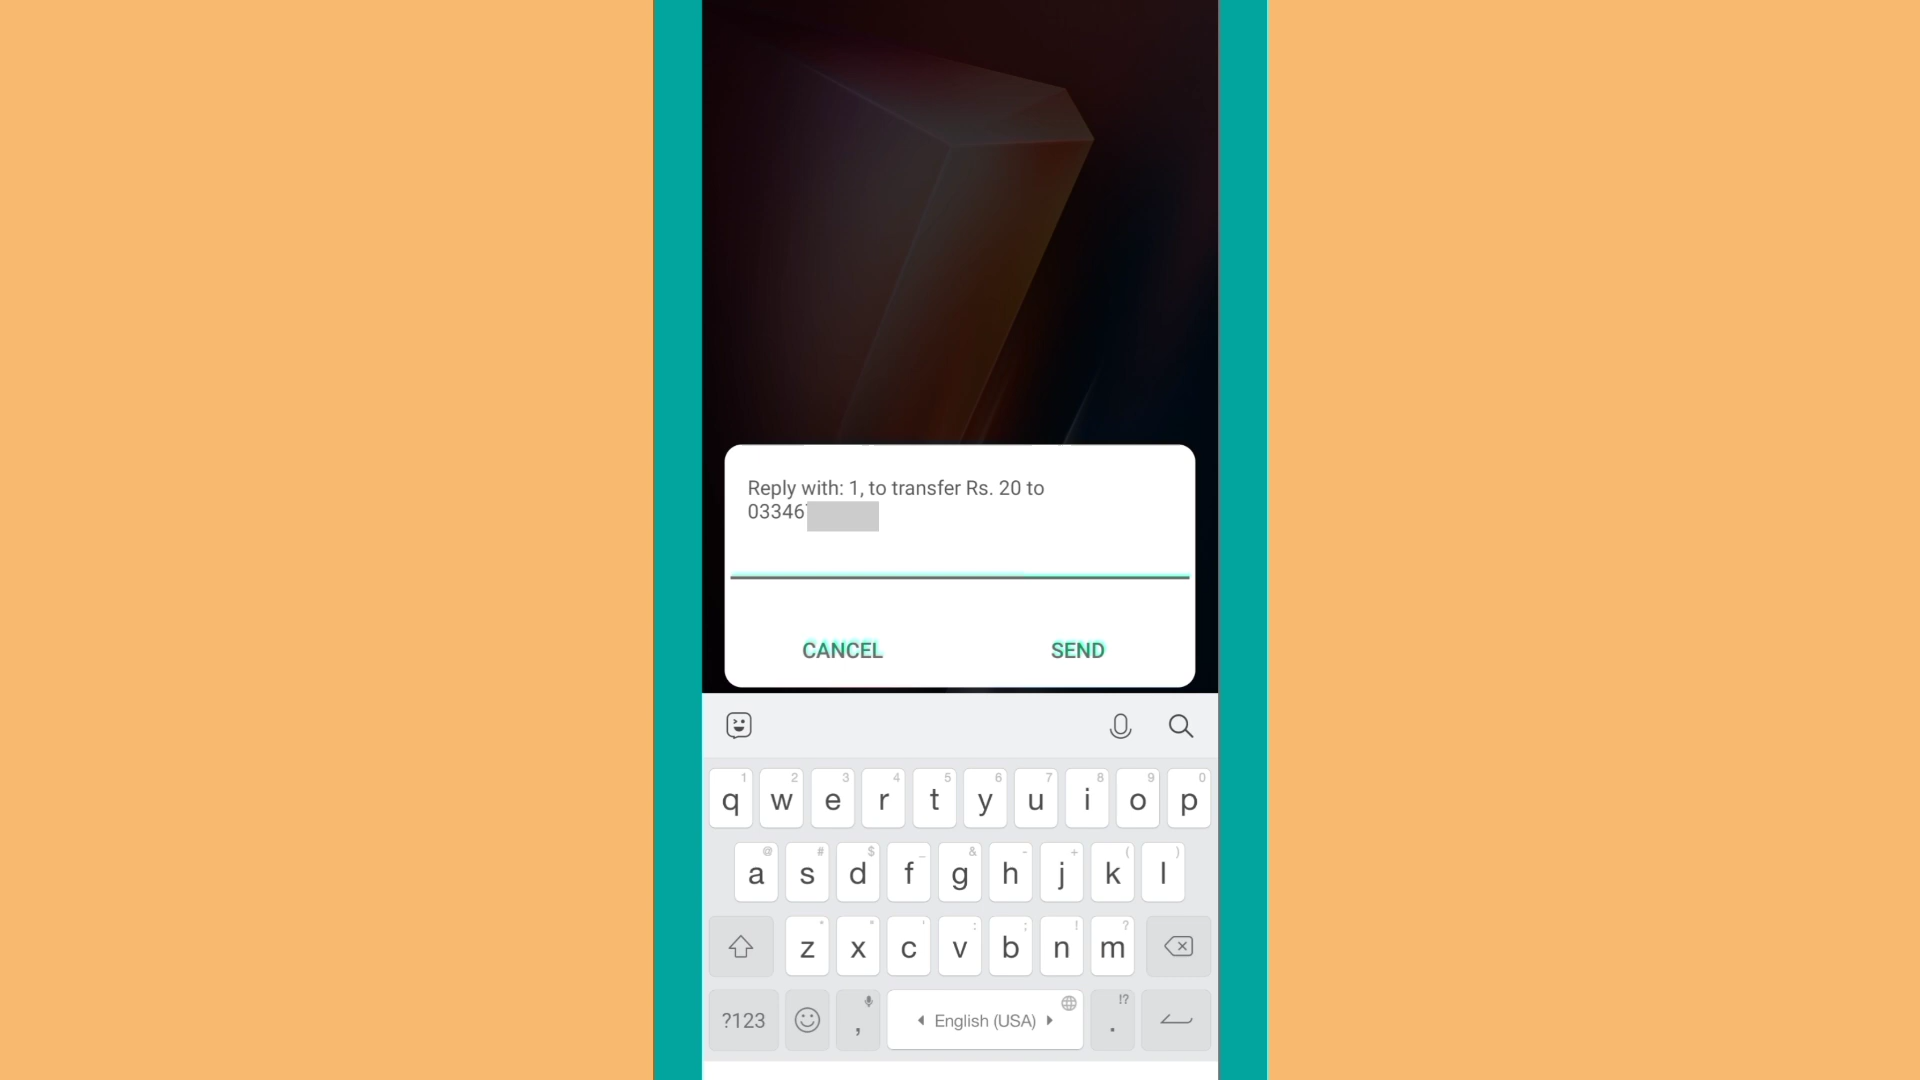 Reply with: 1, to transfer Rs. 20 to
03346
CANCEL SEND
1 2 3 4 5 6 7 8 9 0
q w e r t y u i o p
@ # $ _ & - + ( )
a s d f g h j k l
" * ' : ; ! ?
z x c v b n m
!?
?123 , English (USA) .